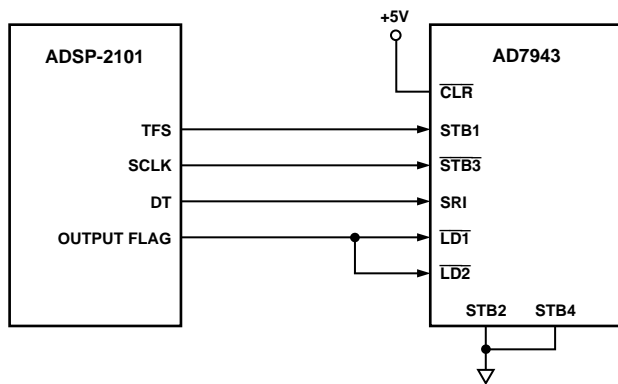 +5V
ADSP-2101
AD7943
CLR
TFS
STB1
SCLK
STB3
DT
SRI
OUTPUT FLAG
LD1
LD2
STB2 STB4